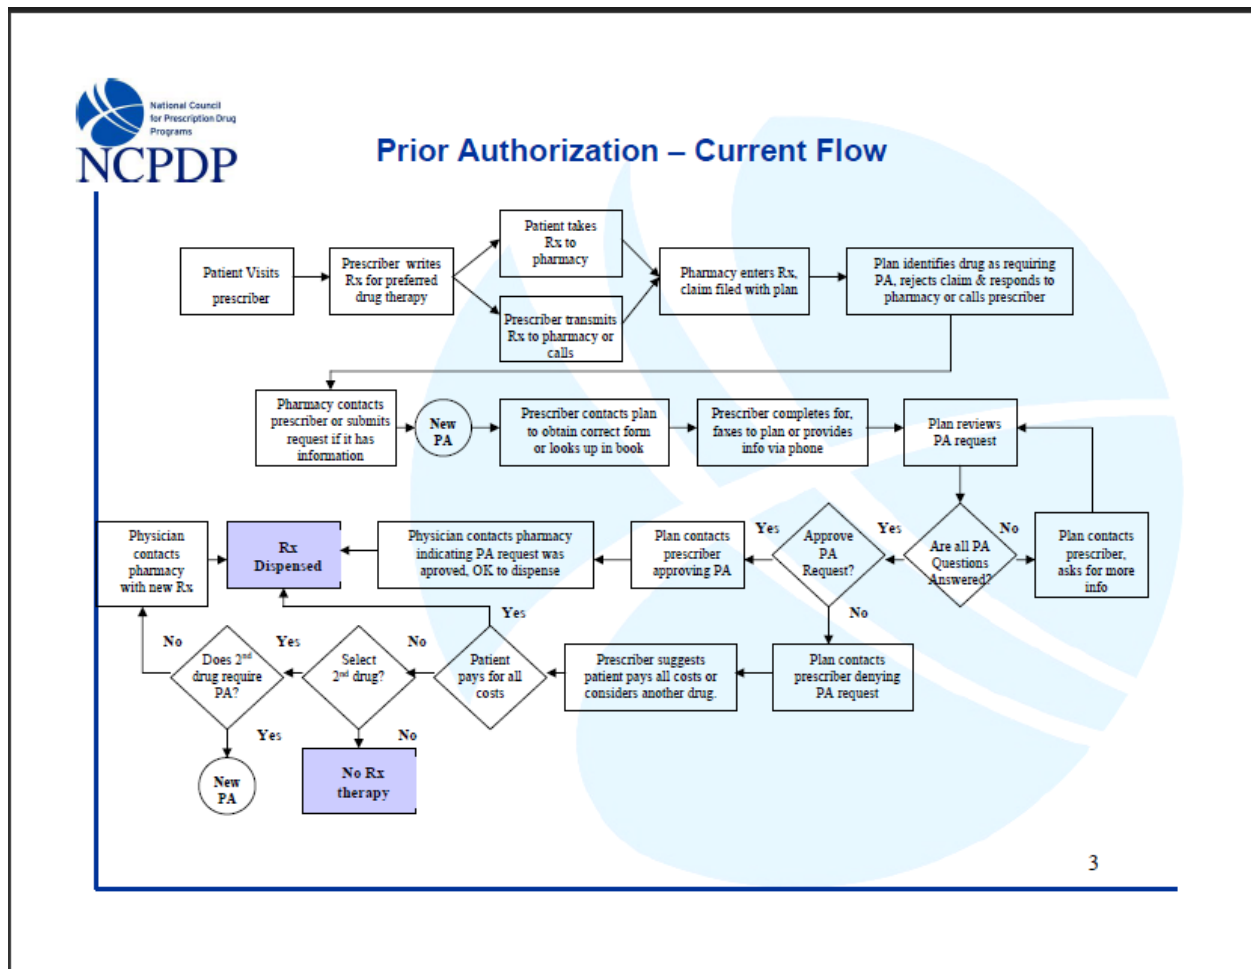 National Council
for Prescription Drug
Programs
NCPDP
Prior Authorization – Current Flow
Patient Visits
prescriber
Prescriber writes
Rx for preferred
drug therapy
Patient takes
Rx to
pharmacy
Prescriber transmits
Rx to pharmacy or
calls
Pharmacy enters Rx,
claim filed with plan
Plan identifies drug as requiring
PA, rejects claim & responds to
pharmacy or calls prescriber
Pharmacy contacts
prescriber or submits
request if it has
information
New
PA
Prescriber contacts plan
to obtain correct form
or looks up in book
Prescriber completes for,
faxes to plan or provides
info via phone
Plan reviews
PA request
Physician
contacts
pharmacy
with new Rx
Rx
Dispensed
Physician contacts pharmacy
indicating PA request was
aproved, OK to dispense
Plan contacts
prescriber
approving PA
Yes
Approve
PA
Request?
Yes
Are all PA
Questions
Answered?
No
Plan contacts
prescriber,
asks for more
info
No
Yes
No
Does 2nd
drug require
PA?
Yes
Select
2nd drug?
No
Patient
pays for all
costs
Prescriber suggests
patient pays all costs or
considers another drug.
Plan contacts
prescriber denying
PA request
Yes
No
New
PA
No Rx
therapy
3